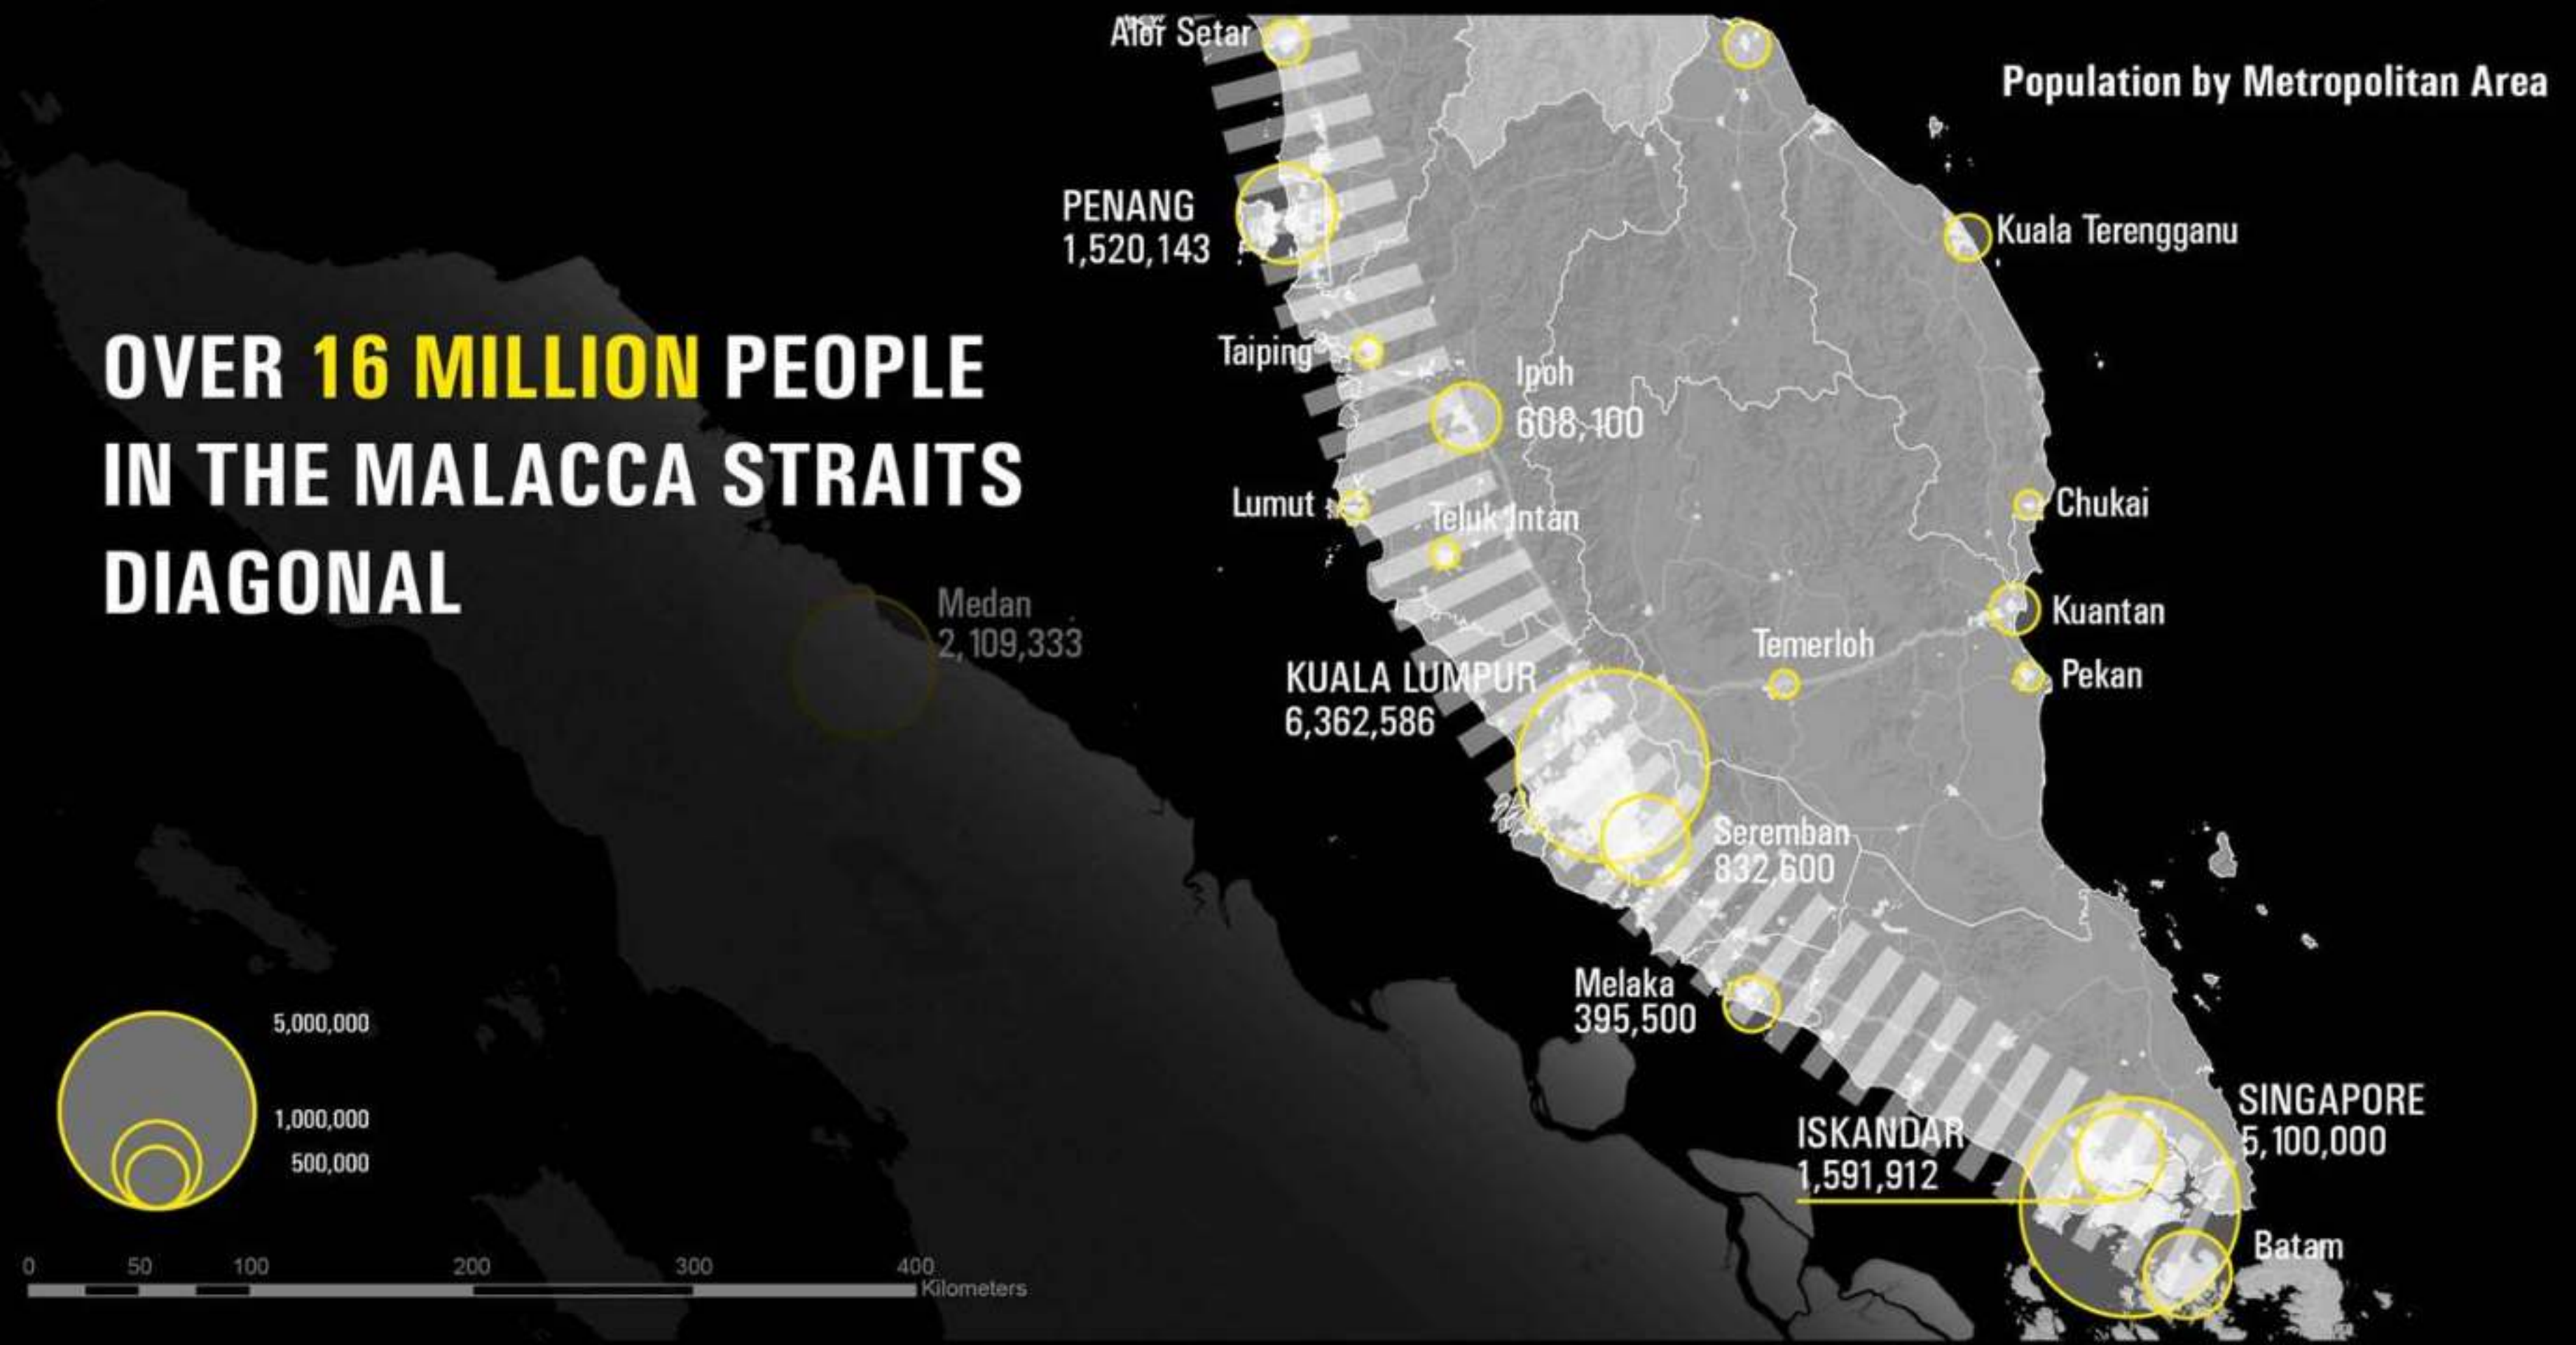 Alor Setar
Population by Metropolitan Area
PENANG
1,520,143
Kuala Terengganu
OVER 16 MILLION PEOPLE
IN THE MALACCA STRAITS
DIAGONAL
Taiping
Ipoh
608,100
Lumut
Teluk Intan
Chukai
Medan
2,109,333
Kuantan
Temerloh
Pekan
KUALA LUMPUR
6,362,586
Seremban
832,600
Melaka
395,500
5,000,000
1,000,000
500,000
SINGAPORE
5,100,000
ISKANDAR
1,591,912
Batam
0 50 100 200 300 400
Kilometers